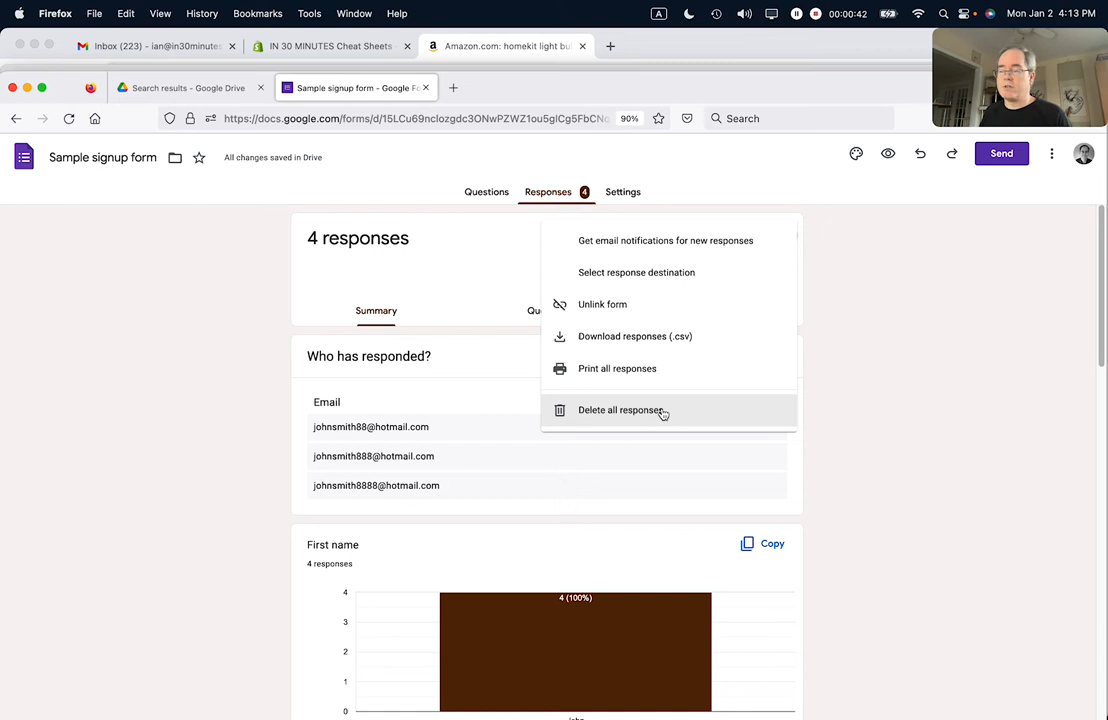 Firefox File Edit View History Bookmarks Tools Window Help A 00:00:42 Mon Jan 2 4:13 PM
Inbox (223) - ian@in30minutes IN 30 MINUTES Cheat Sheets Amazon.com: homekit light bu
Search results - Google Drive Sample signup form - Google Fo
https://docs.google.com/forms/d/ 90% Search
Sample signup form All changes saved in Drive Send
Questions Responses 4 Settings
4 responses
Get email notifications for new responses
Select response destination
Unlink form
Download responses (.csv)
Print all responses
Delete all responses
Summary Qu
Who has responded?
Email
johnsmith88@hotmail.com
johnsmith888@hotmail.com
johnsmith8888@hotmail.com
First name Copy
4 responses
4
4 (100%)
3
2
1
0